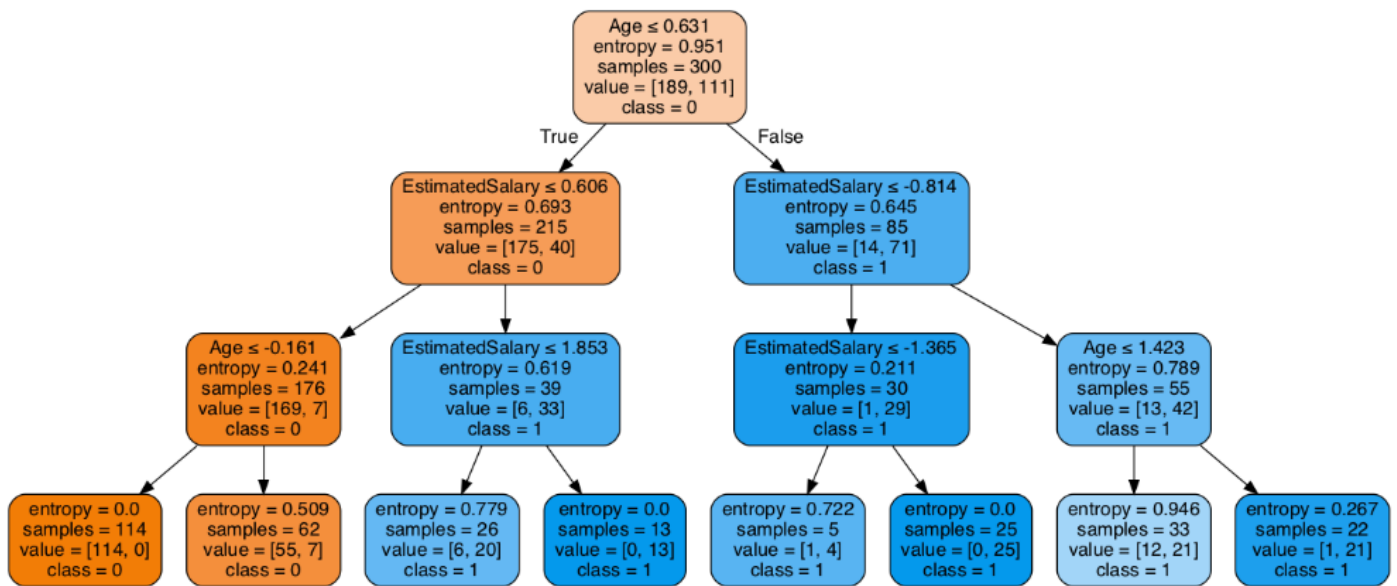 Age ≤ 0.631
entropy = 0.951
samples = 300
value = [189, 111]
class = 0
True
False
EstimatedSalary ≤ 0.606
entropy = 0.693
samples = 215
value = [175, 40]
class = 0
EstimatedSalary ≤ -0.814
entropy = 0.645
samples = 85
value = [14, 71]
class = 1
Age ≤ -0.161
entropy = 0.241
samples = 176
value = [169, 7]
class = 0
EstimatedSalary ≤ 1.853
entropy = 0.619
samples = 39
value = [6, 33]
class = 1
EstimatedSalary ≤ -1.365
entropy = 0.211
samples = 30
value = [1, 29]
class = 1
Age ≤ 1.423
entropy = 0.789
samples = 55
value = [13, 42]
class = 1
entropy = 0.0
samples = 114
value = [114, 0]
class = 0
entropy = 0.509
samples = 62
value = [55, 7]
class = 0
entropy = 0.779
samples = 26
value = [6, 20]
class = 1
entropy = 0.0
samples = 13
value = [0, 13]
class = 1
entropy = 0.722
samples = 5
value = [1, 4]
class = 1
entropy = 0.0
samples = 25
value = [0, 25]
class = 1
entropy = 0.946
samples = 33
value = [12, 21]
class = 1
entropy = 0.267
samples = 22
value = [1, 21]
class = 1